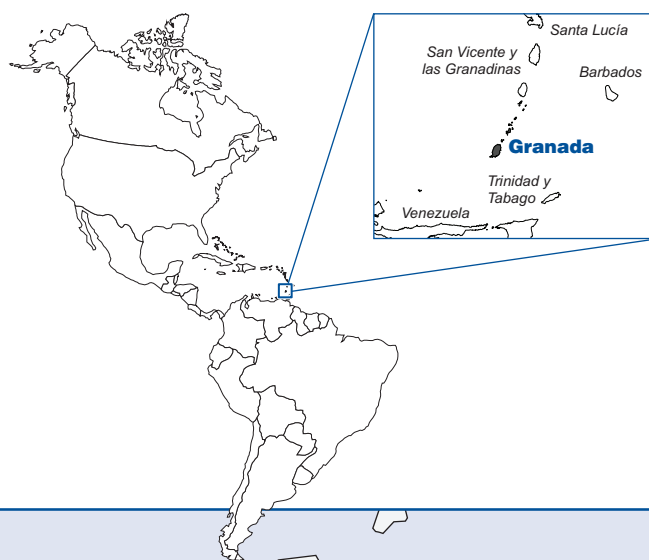 Santa Lucía
San Vicente y
las Granadinas
Barbados
Granada
Trinidad y
Tabago
Venezuela